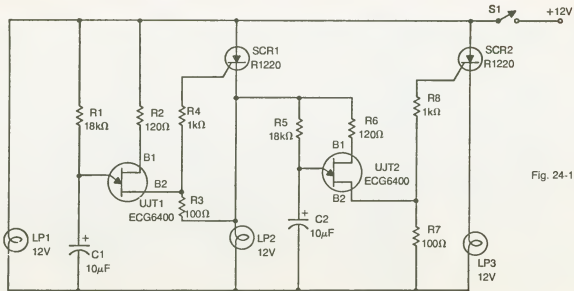 S1
+12V
SCR1
R1220
SCR2
R1220
R1
18kΩ
R2
120Ω
R4
1kΩ
R5
18kΩ
R6
120Ω
R8
1kΩ
B1
B2
UJT1
ECG6400
R3
100Ω
B1
B2
UJT2
ECG6400
Fig. 24-1
LP1
12V
C1
+
10μF
LP2
12V
C2
+
10μF
R7
100Ω
LP3
12V